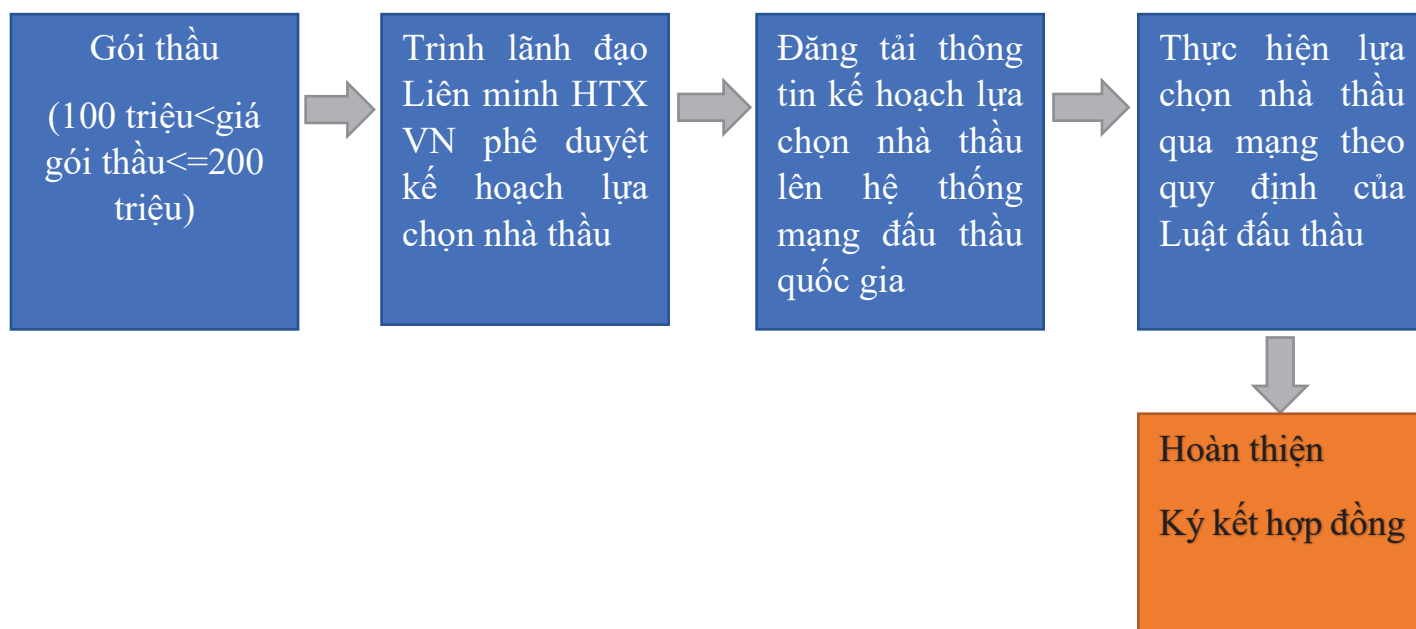 Gói thầu
(100 triệu<giá
gói thầu<=200
triệu)
Trình lãnh đạo
Liên minh HTX
VN phê duyệt
kế hoạch lựa
chọn nhà thầu
Đăng tải thông
tin kế hoạch lựa
chọn nhà thầu
lên hệ thống
mạng đấu thầu
quốc gia
Thực hiện lựa
chọn nhà thầu
qua mạng theo
quy định của
Luật đấu thầu
Hoàn thiện
Ký kết hợp đồng